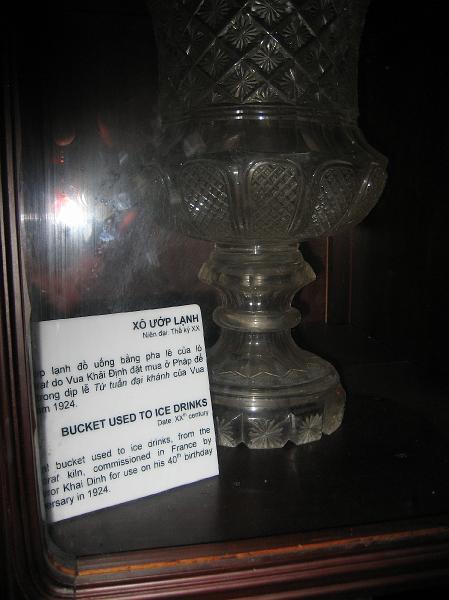 XÔ ƯỚP LẠNH
Niên đại: Thế kỷ XX
lạnh đồ uống bằng pha lê của lò
do Vua Khải Định đặt mua ở Pháp để
dịp lễ Tứ tuần đại khánh của Vua
1924.
BUCKET USED TO ICE DRINKS
Date: XXth century
bucket used to ice drinks, from the
kiln, commissioned in France by
Khai Dinh for use on his 40th birthday
in 1924.